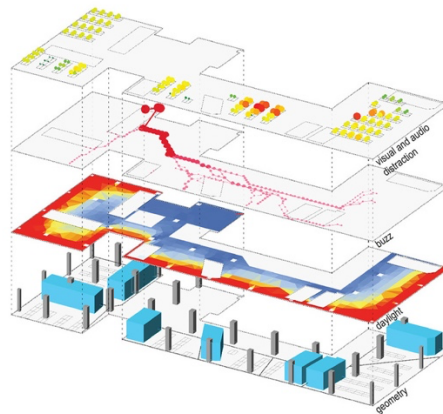 visual and audio
distraction
buzz
daylight
geometry